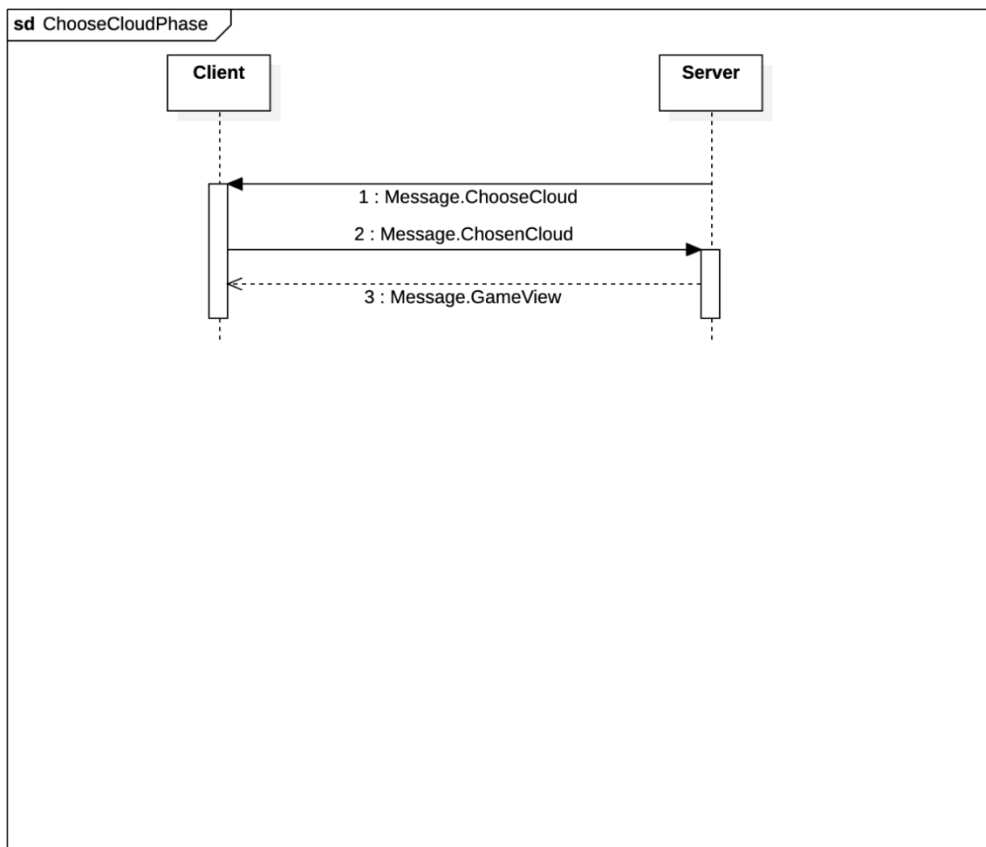 sd ChooseCloudPhase
Client
Server
1 : Message.ChooseCloud
2 : Message.ChosenCloud
3 : Message.GameView